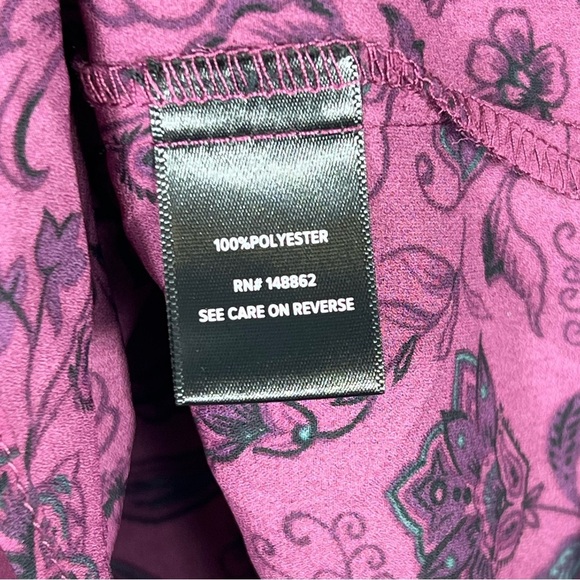 100%POLYESTER
RN# 148862
SEE CARE ON REVERSE